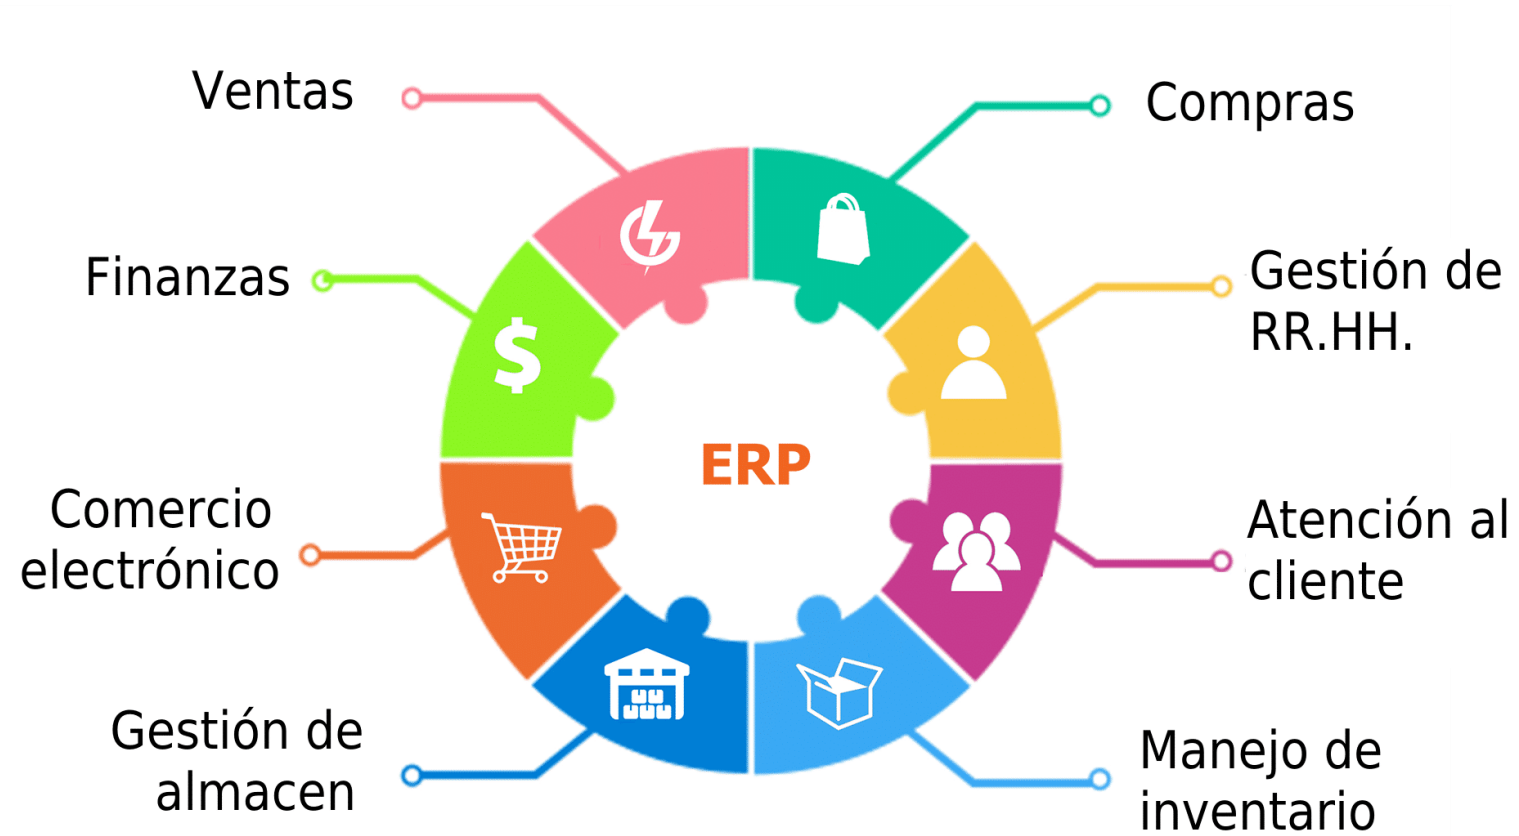 Ventas
Compras
Finanzas
Gestión de
RR.HH.
ERP
Comercio
electrónico
Atención al
cliente
Gestión de
almacen
Manejo de
inventario